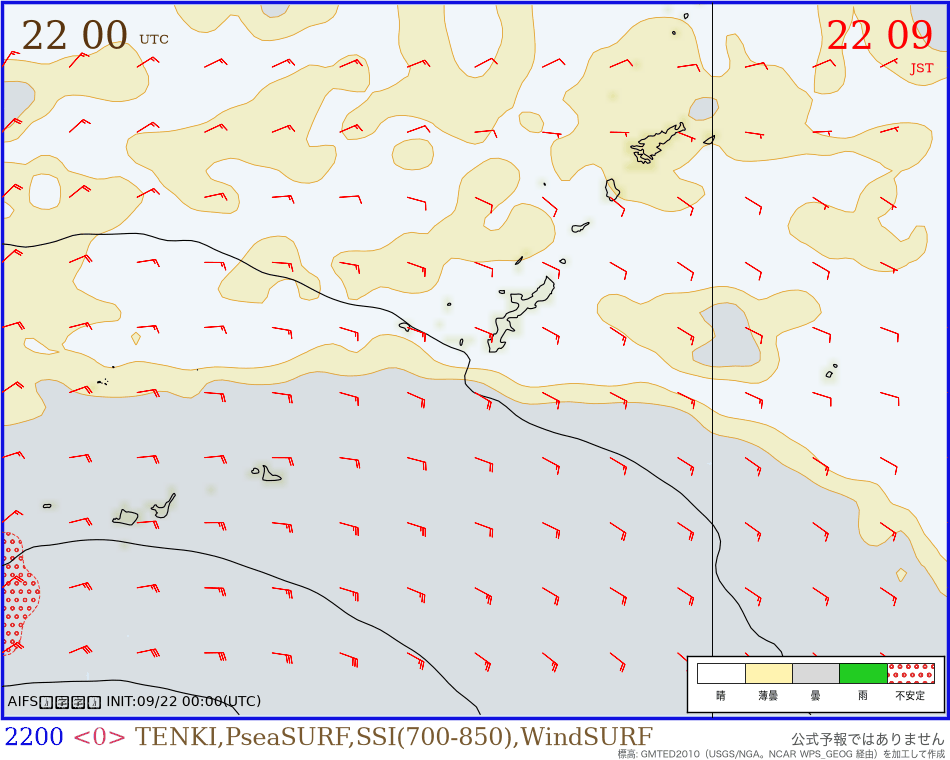 22 00 UTC
22 09
JST
晴 薄曇 曇 雨 不安定
AIFS INIT:09/22 00:00(UTC)
2200 <0> TENKI,PseaSURF,SSI(700-850),WindSURF
公式予報ではありません
標高: GMTED2010（USGS/NGA。NCAR WPS_GEOG 経由）を加工して作成